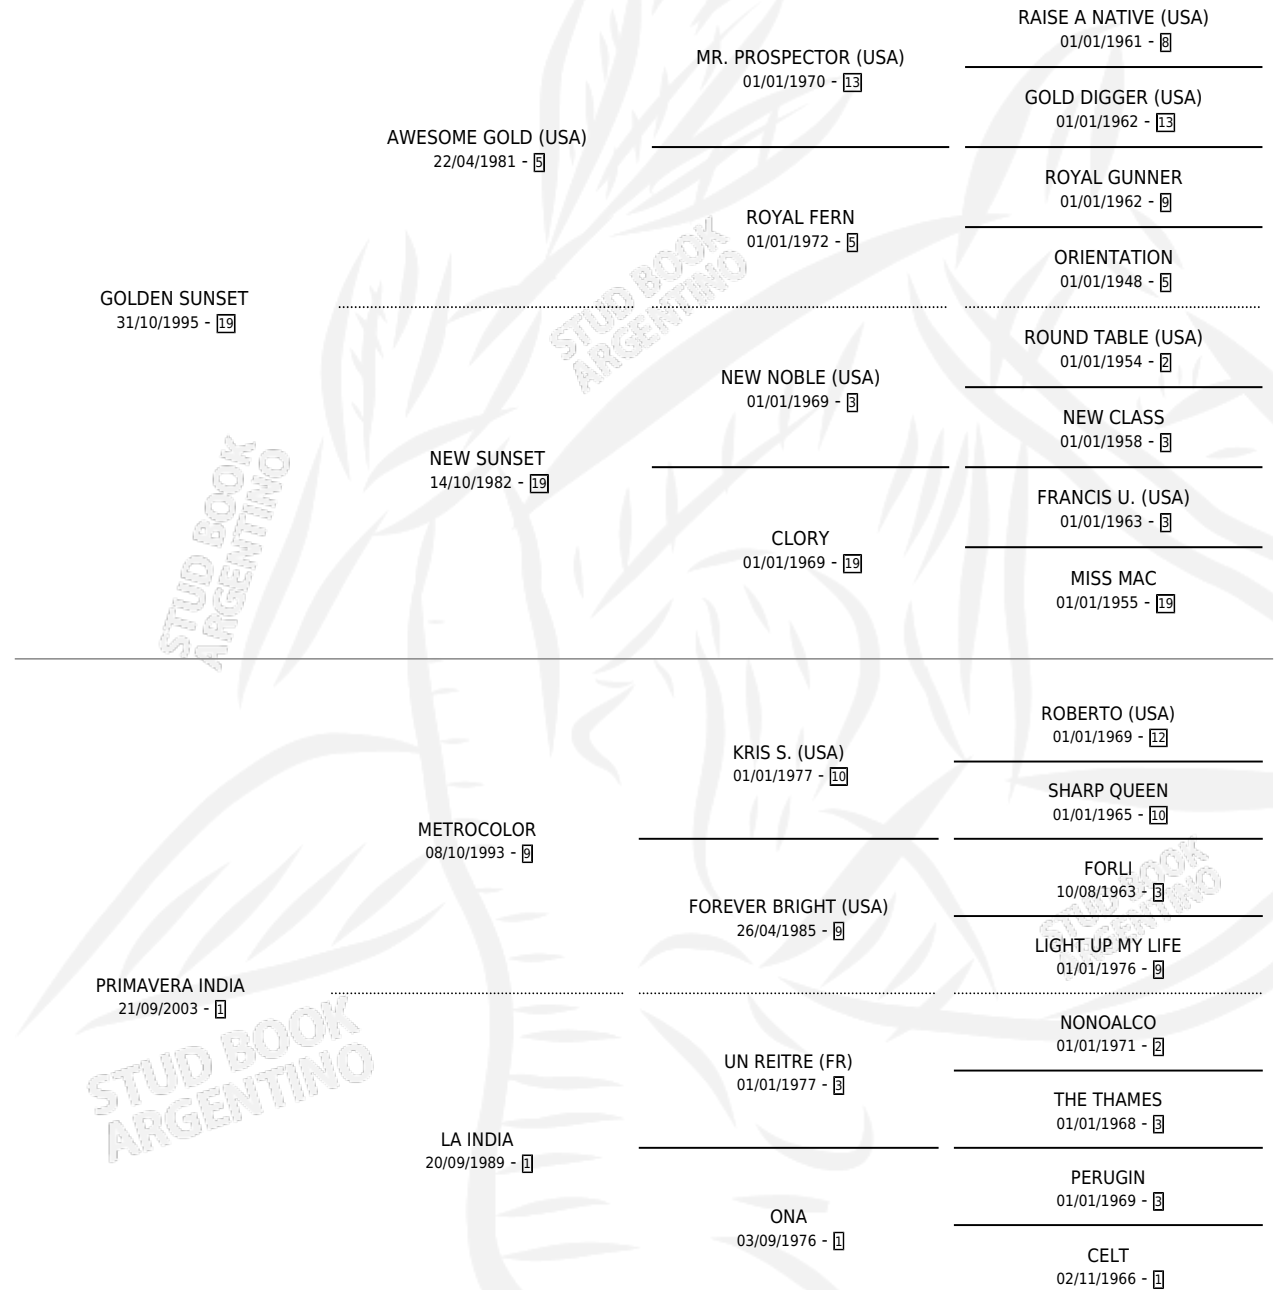 RAISE A NATIVE (USA)
01/01/1961 - 8
MR. PROSPECTOR (USA)
01/01/1970 - 13
GOLD DIGGER (USA)
01/01/1962 - 13
AWESOME GOLD (USA)
22/04/1981 - 5
ROYAL GUNNER
01/01/1962 - 9
ROYAL FERN
01/01/1972 - 5
ORIENTATION
01/01/1948 - 5
GOLDEN SUNSET
31/10/1995 - 19
STUD BOOK
ARGENTINO
ROUND TABLE (USA)
01/01/1954 - 2
NEW NOBLE (USA)
01/01/1969 - 3
NEW CLASS
01/01/1958 - 3
NEW SUNSET
14/10/1982 - 19
FRANCIS U. (USA)
01/01/1963 - 3
CLORY
01/01/1969 - 19
MISS MAC
01/01/1955 - 19
STUD BOOK
ARGENTINO
ROBERTO (USA)
01/01/1969 - 12
KRIS S. (USA)
01/01/1977 - 10
SHARP QUEEN
01/01/1965 - 10
METROCOLOR
08/10/1993 - 9
FORLI
10/08/1963 - 3
FOREVER BRIGHT (USA)
26/04/1985 - 9
STUD BOOK
ARGENTINO
LIGHT UP MY LIFE
01/01/1976 - 9
PRIMAVERA INDIA
21/09/2003 - 1
STUD BOOK
ARGENTINO
NONOALCO
01/01/1971 - 2
UN REITRE (FR)
01/01/1977 - 3
THE THAMES
01/01/1968 - 3
LA INDIA
20/09/1989 - 1
PERUGIN
01/01/1969 - 3
ONA
03/09/1976 - 1
CELT
02/11/1966 - 1